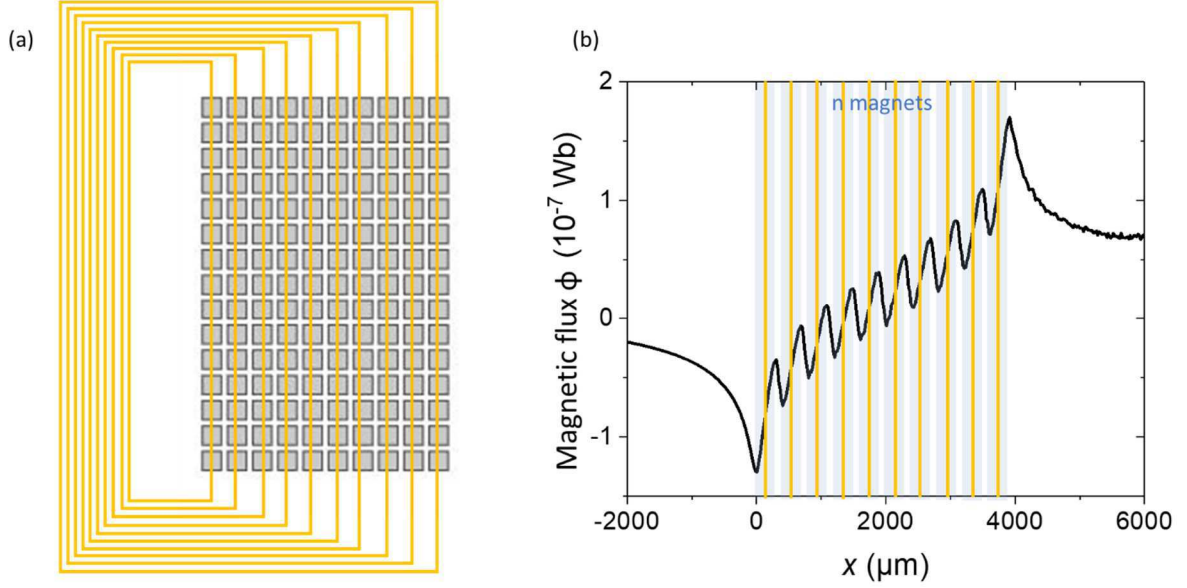 (a)
(b)
n magnets
Magnetic flux ϕ (10⁻⁷ Wb)
2
1
0
-1
-2000
0
2000
4000
6000
x (μm)